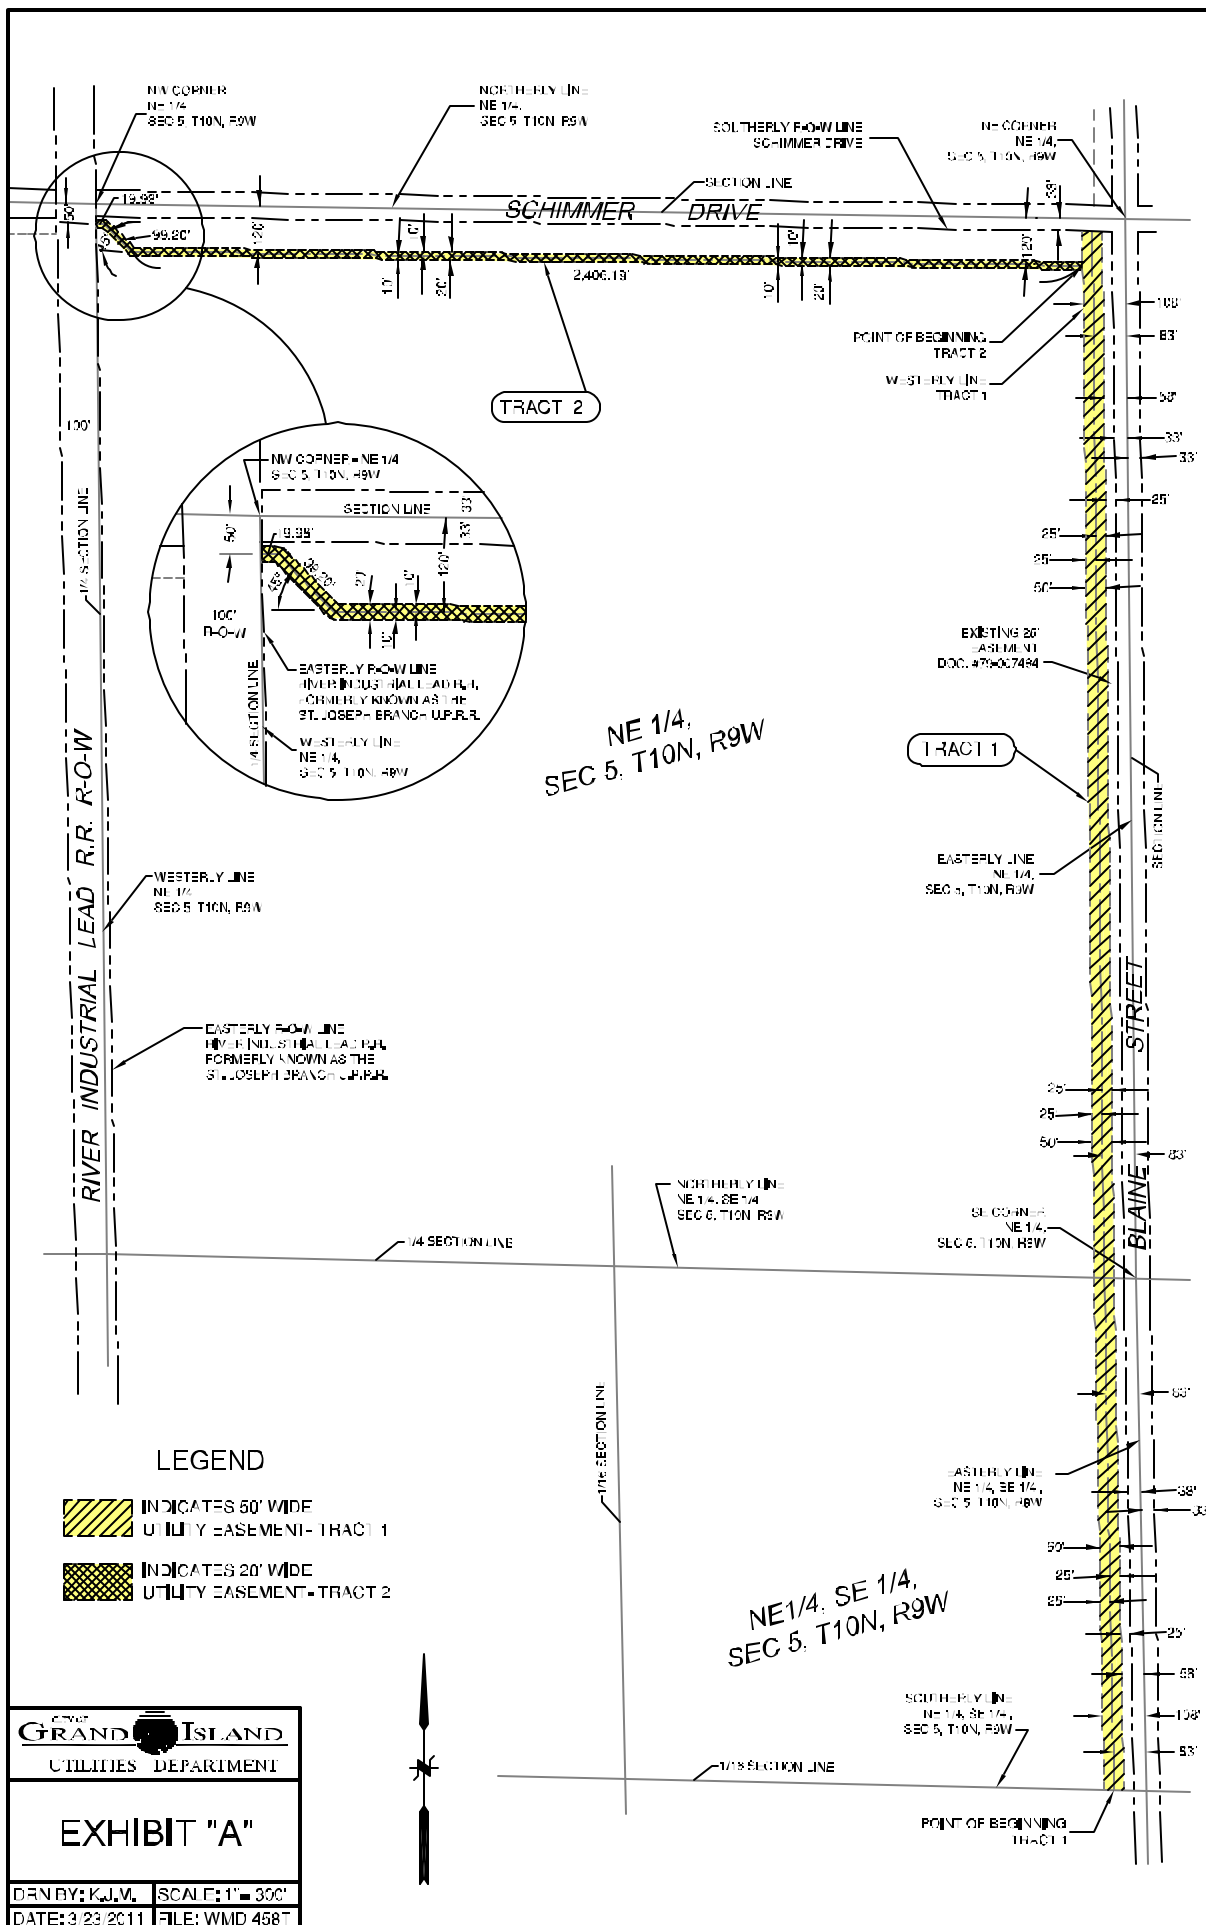 NW CORNER
NE 1/4
SEC 5, T10N, R9W
NORTHERLY LINE
NE 1/4,
SEC 5, T10N, R9W
SOUTHERLY R-O-W LINE
SCHIMMER DRIVE
NE CORNER
NE 1/4,
SEC 5, T10N, R9W
SECTION LINE
SCHIMMER DRIVE
50'
19.98'
99.20'
45°
120'
10'
10'
20'
2,406.19'
10'
10'
20'
120'
33'
POINT OF BEGINNING
TRACT 2
WESTERLY LINE
TRACT 1
108'
83'
58'
33'
33'
25'
25'
25'
50'
TRACT 2
100'
1/4 SECTION LINE
NW CORNER - NE 1/4
SEC 5, T10N, R9W
SECTION LINE
33'
33'
50'
19.98'
99.20'
45°
20'
10'
10'
120'
100'
R-O-W
EASTERLY R-O-W LINE
RIVER INDUSTRIAL LEAD R.R.
FORMERLY KNOWN AS THE
ST. JOSEPH BRANCH U.P.R.R.
WESTERLY LINE
NE 1/4,
SEC 5, T10N, R9W
1/4 SECTION LINE
EXISTING 25'
EASEMENT
NE 1/4,
SEC 5, T10N, R9W
TRACT 1
SECTION LINE
EASTERLY LINE
NE 1/4,
SEC 5, T10N, R9W
RIVER INDUSTRIAL LEAD R.R. R-O-W
WESTERLY LINE
NE 1/4
SEC 5, T10N, R9W
EASTERLY R-O-W LINE
RIVER INDUSTRIAL LEAD R.R.
FORMERLY KNOWN AS THE
ST. JOSEPH BRANCH U.P.R.R.
BLAINE STREET
25'
25'
50'
83'
NORTHERLY LINE
NE 1/4, SE 1/4
SEC 5, T10N, R9W
SE CORNER
NE 1/4,
SEC 5, T10N, R9W
1/4 SECTION LINE
1/16 SECTION LINE
83'
EASTERLY LINE
NE 1/4, SE 1/4,
SEC 5, T10N, R9W
33'
50'
25'
25'
25'
58'
108'
83'
LEGEND
INDICATES 50' WIDE
UTILITY EASEMENT- TRACT 1
INDICATES 20' WIDE
UTILITY EASEMENT- TRACT 2
NE1/4, SE 1/4,
SEC 5, T10N, R9W
SOUTHERLY LINE
NE 1/4, SE 1/4,
SEC 5, T10N, R9W
1/16 SECTION LINE
POINT OF BEGINNING
TRACT 1
N
CITY OF
GRAND ISLAND
UTILITIES DEPARTMENT
EXHIBIT "A"
DRN BY: K.J.M.
SCALE: 1"= 300'
DATE: 3/23/2011
FILE: WMD 458T